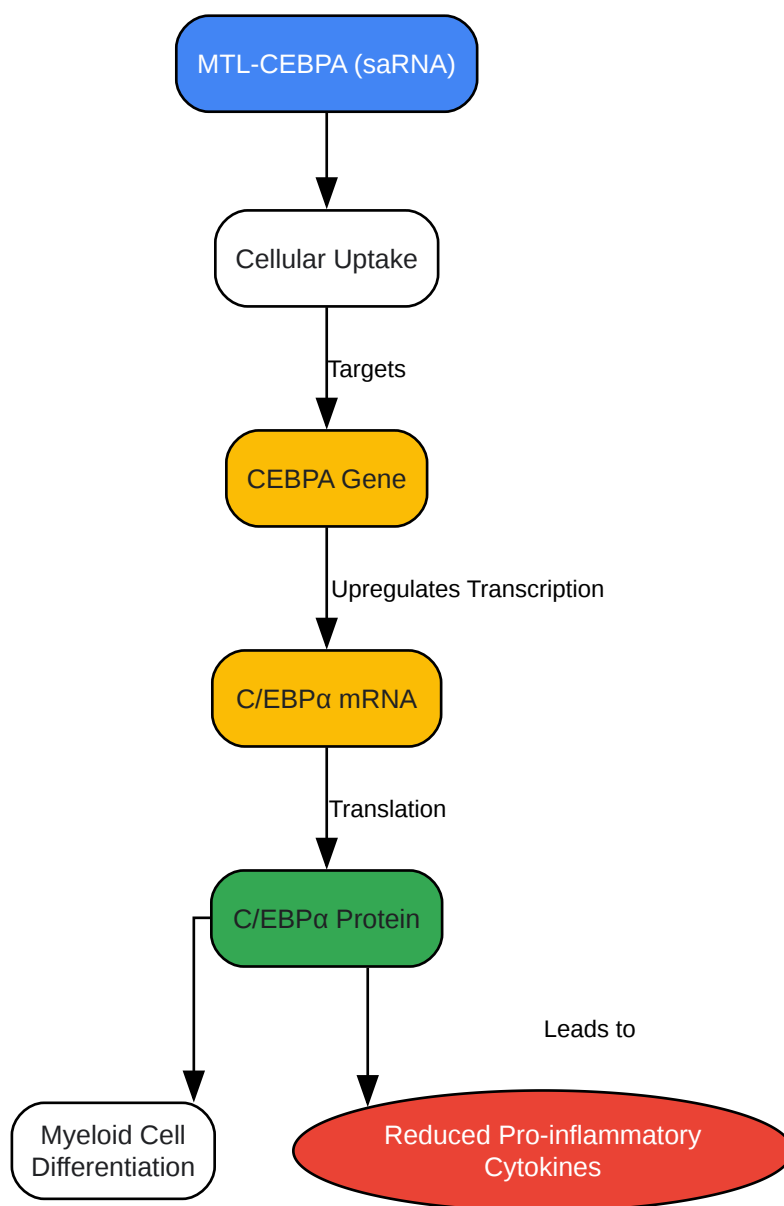 MTL-CEBPA (saRNA)
Cellular Uptake
Targets
CEBPA Gene
Upregulates Transcription
C/EBPα mRNA
Translation
C/EBPα Protein
Leads to
Myeloid Cell
Differentiation
Reduced Pro-inflammatory
Cytokines